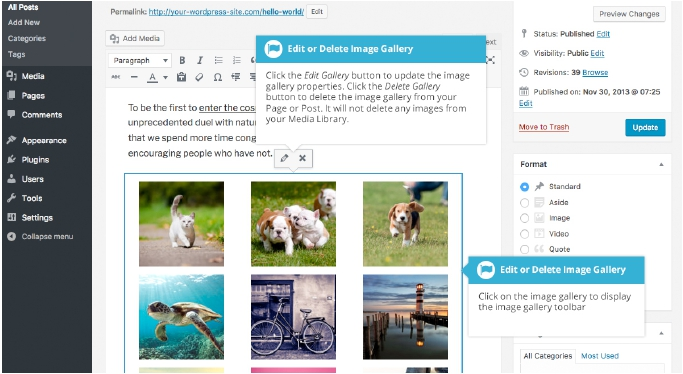 All Posts
Add New
Categories
Tags
Media
Pages
Comments
Appearance
Plugins
Users
Tools
Settings
Collapse menu
Permalink: http://your-wordpress-site.com/hello-world/ Edit
Add Media
Paragraph
B I
ABC A Ω
To be the first to enter the cos
unprecedented duel with natu
that we spend more time cong
encouraging people who have not.
Edit or Delete Image Gallery
Click the Edit Gallery button to update the image
gallery properties. Click the Delete Gallery
button to delete the image gallery from your
Page or Post. It will not delete any images from
your Media Library.
Edit or Delete Image Gallery
Click on the image gallery to display
the image gallery toolbar
Preview Changes
Status: Published Edit
Visibility: Public Edit
Revisions: 39 Browse
Published on: Nov 30, 2013 @ 07:25
Edit
Move to Trash Update
Format
Standard
Aside
Image
Video
Quote
All Categories Most Used